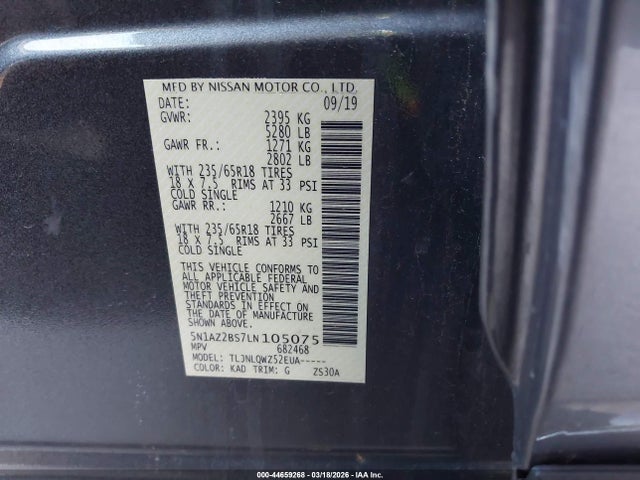 MFD BY NISSAN MOTOR CO., LTD.
DATE: 09/19
GVWR: 2395 KG
5280 LB
GAWR FR.: 1271 KG
2802 LB
WITH 235/65R18 TIRES
18 X 7.5 RIMS AT 33 PSI
COLD SINGLE
GAWR RR.: 1210 KG
2667 LB
WITH 235/65R18 TIRES
18 X 7.5 RIMS AT 33 PSI
COLD SINGLE
THIS VEHICLE CONFORMS TO
ALL APPLICABLE FEDERAL
MOTOR VEHICLE SAFETY AND
THEFT PREVENTION
STANDARDS IN EFFECT ON
THE DATE OF MANUFACTURE
SHOWN ABOVE.
5N1AZ2BS7LN105075
MPV 682468
MODEL: TLJNLQWZ52EUA-----
COLOR: KAD TRIM: G ZS30A
000-44659268 - 03/18/2026 - © IAA Inc.